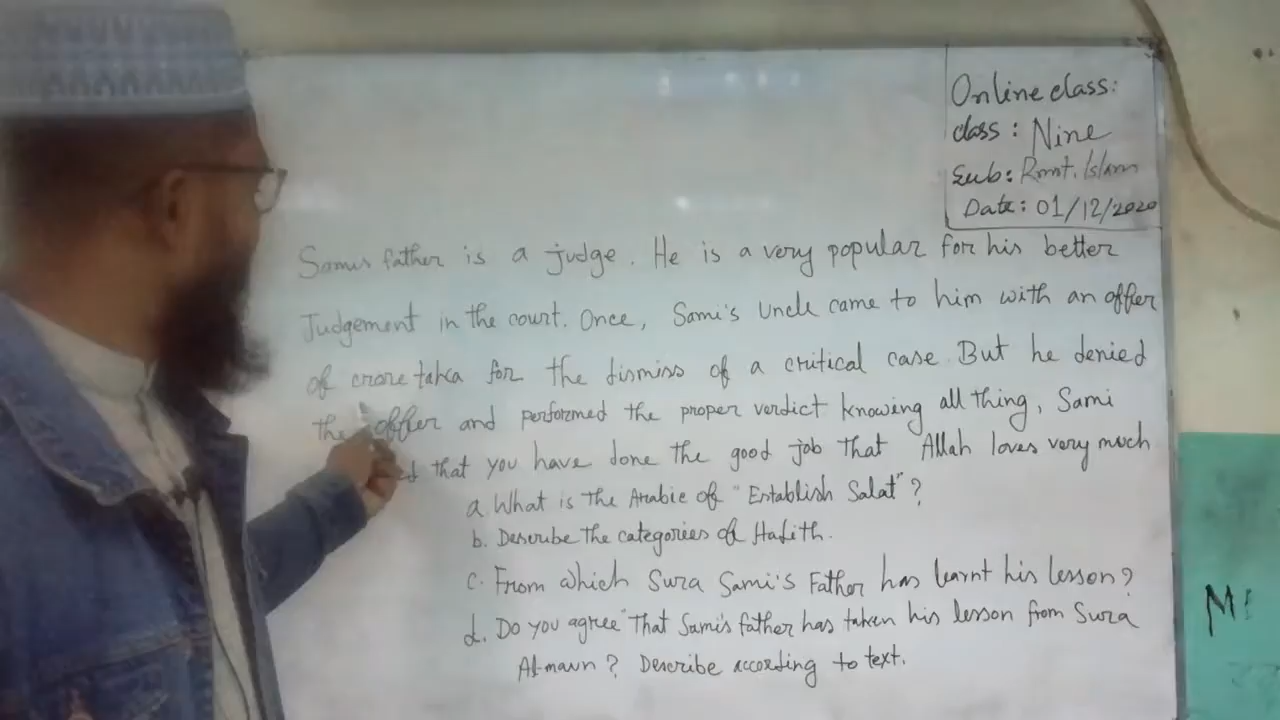 Online class:
class: Nine
Sub: Rmt. Islam
Date: 01/12/2020
Samis father is a judge. He is a very popular for his better
Judgement in the court. Once, Sami's Uncle came to him with an offer
of crore taka for the dismiss of a critical case. But he denied
the offer and performed the proper verdict knowing all thing, Sami
that you have done the good job that Allah loves very much
a. What is the Arabic of "Establish Salat"?
b. Describe the categories of Hadith.
c. From which Sura Sami's Father has learnt his lesson?
d. Do you agree that Sami's father has taken his lesson from Sura
Al-maun? Describe according to text.